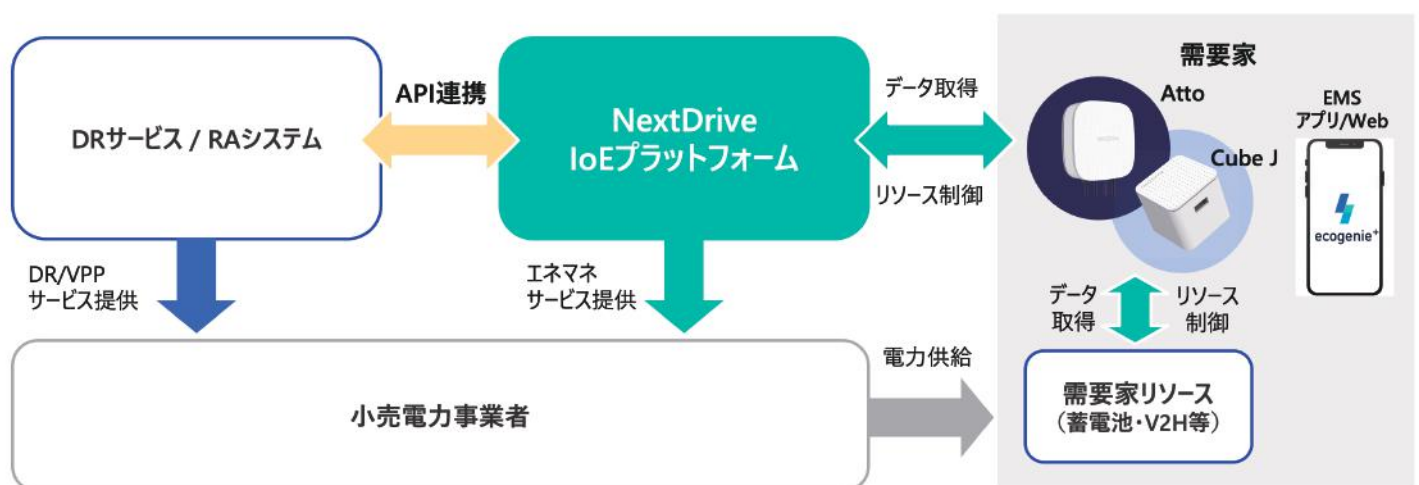 DRサービス / RAシステム
API連携
NextDrive
IoEプラットフォーム
データ取得
リソース制御
需要家
Atto
Cube J
EMS
アプリ/Web
ecogenie+
DR/VPP
サービス提供
エネマネ
サービス提供
データ
取得
リソース
制御
小売電力事業者
電力供給
需要家リソース
（蓄電池・V2H等）